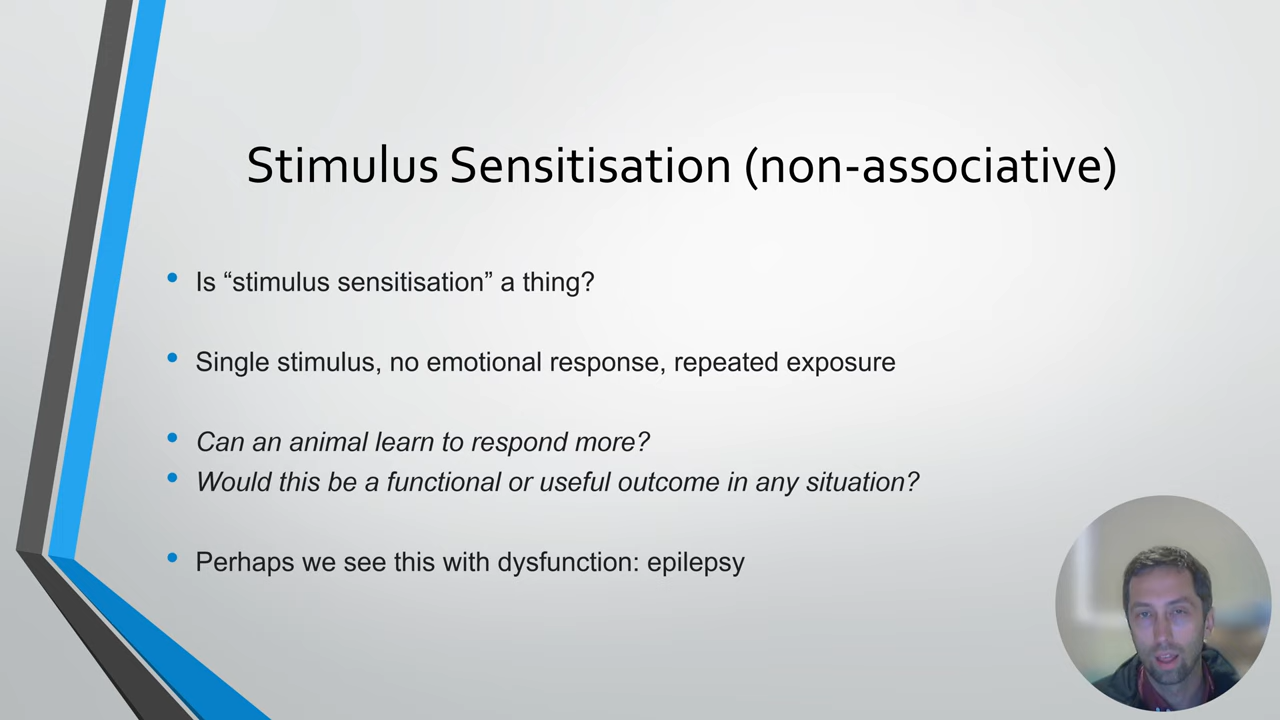 Stimulus Sensitisation (non-associative)
• Is “stimulus sensitisation” a thing?
• Single stimulus, no emotional response, repeated exposure
• Can an animal learn to respond more?
• Would this be a functional or useful outcome in any situation?
• Perhaps we see this with dysfunction: epilepsy